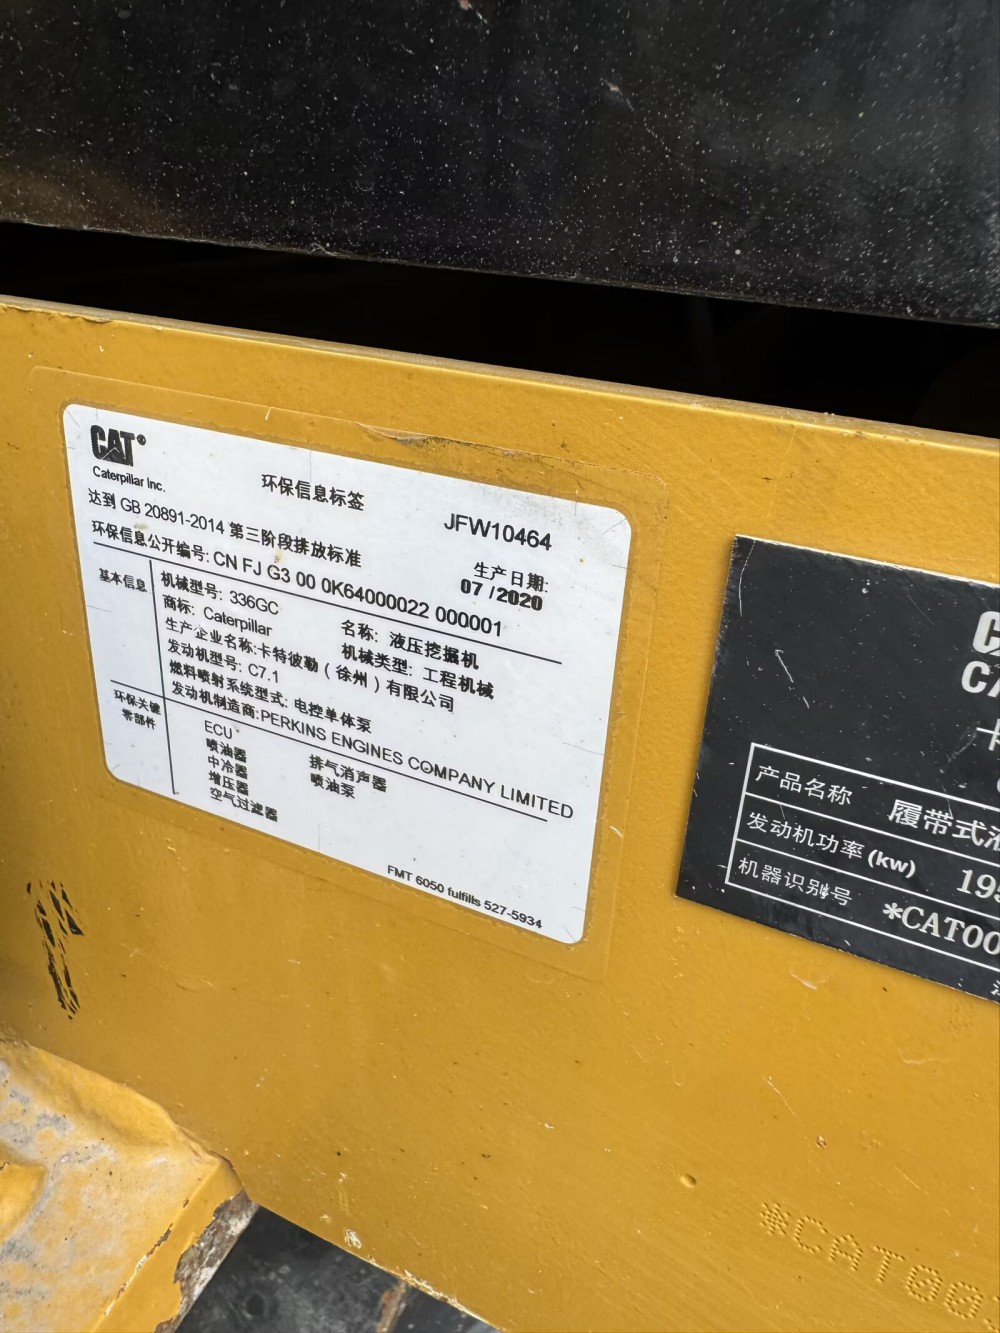 CAT®
Caterpillar Inc.
环保信息标签
JFW10464
达到 GB 20891-2014 第三阶段排放标准
生产日期:
07 /2020
环保信息公开编号: CN FJ G3 00 0K64000022 000001
基本信息
机械型号: 336GC
名称: 液压挖掘机
商标: Caterpillar
机械类型: 工程机械
生产企业名称:卡特彼勒（徐州）有限公司
发动机型号: C7.1
燃料喷射系统型式: 电控单体泵
发动机制造商:PERKINS ENGINES COMPANY LIMITED
环保关键
零部件
ECU
喷油器
排气消声器
中冷器
喷油泵
增压器
空气过滤器
FMT 6050 fulfills 527-5934
产品名称 履带式
发动机功率(kw) 19
机器识别号 *CAT00
*CAT00